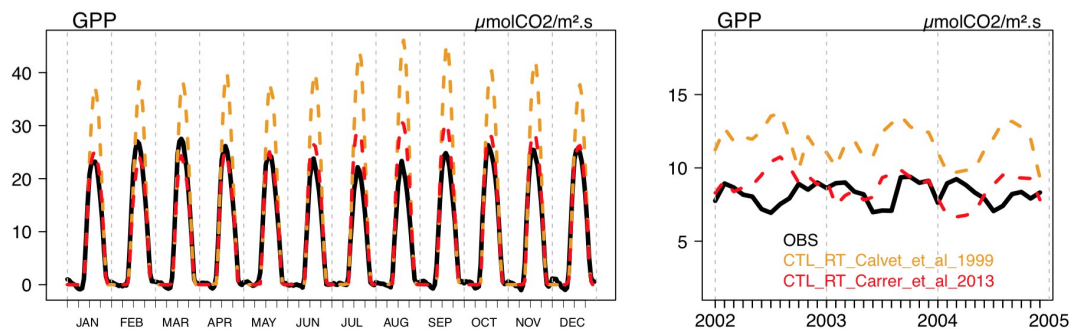 GPP µmolCO2/m².s
40
30
20
10
0
JAN FEB MAR APR MAY JUN JUL AUG SEP OCT NOV DEC
GPP µmolCO2/m².s
15
10
5
OBS
CTL_RT_Calvet_et_al_1999
CTL_RT_Carrer_et_al_2013
2002 2003 2004 2005